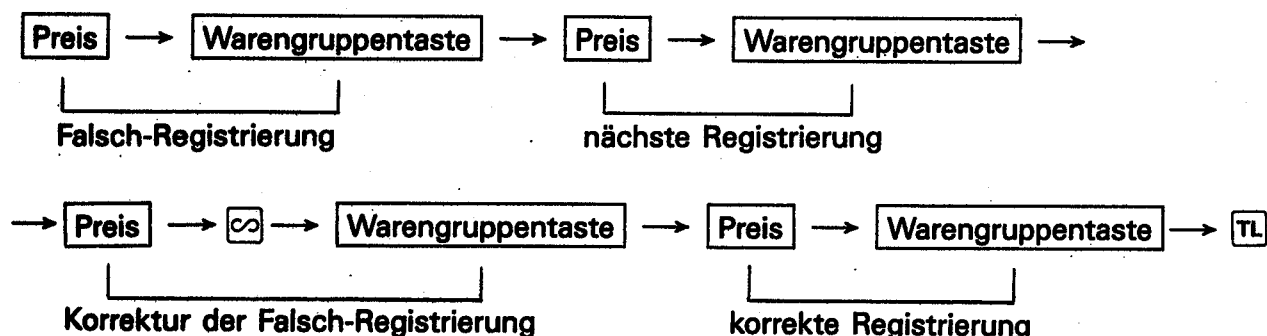 Preis → Warengruppentaste → Preis → Warengruppentaste →
Falsch-Registrierung nächste Registrierung
→ Preis → ∽ → Warengruppentaste → Preis → Warengruppentaste → TL
Korrektur der Falsch-Registrierung korrekte Registrierung